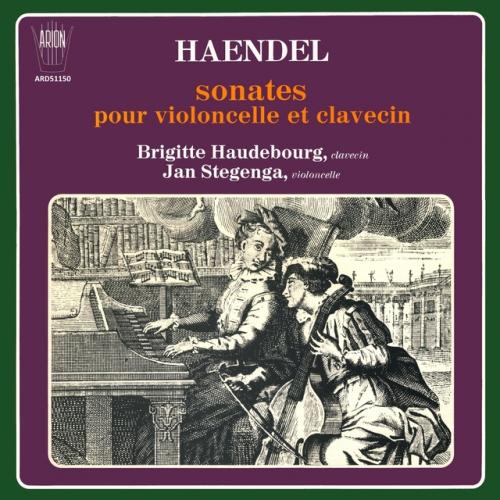 ARION
ARD51150
HAENDEL
sonates
pour violoncelle et clavecin
Brigitte Haudebourg, clavecin
Jan Stegenga, violoncelle